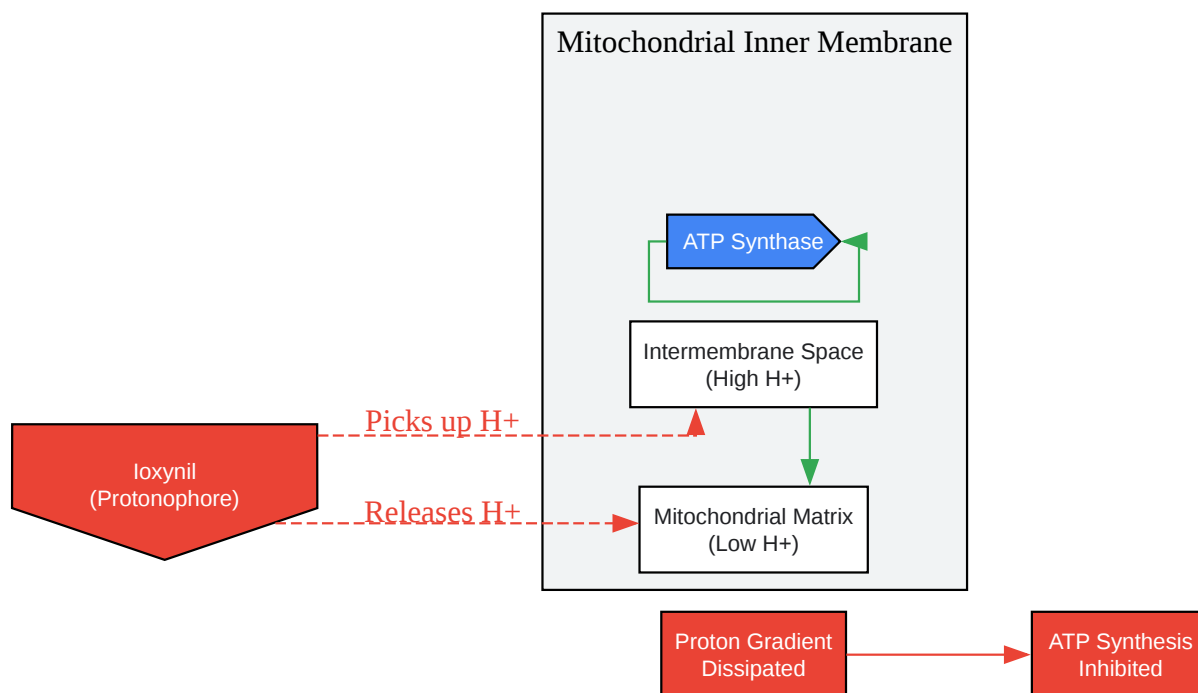 Mitochondrial Inner Membrane
ATP Synthase
Intermembrane Space
(High H+)
Picks up H+
Ioxynil
(Protonophore)
Releases H+
Mitochondrial Matrix
(Low H+)
Proton Gradient
Dissipated
ATP Synthesis
Inhibited